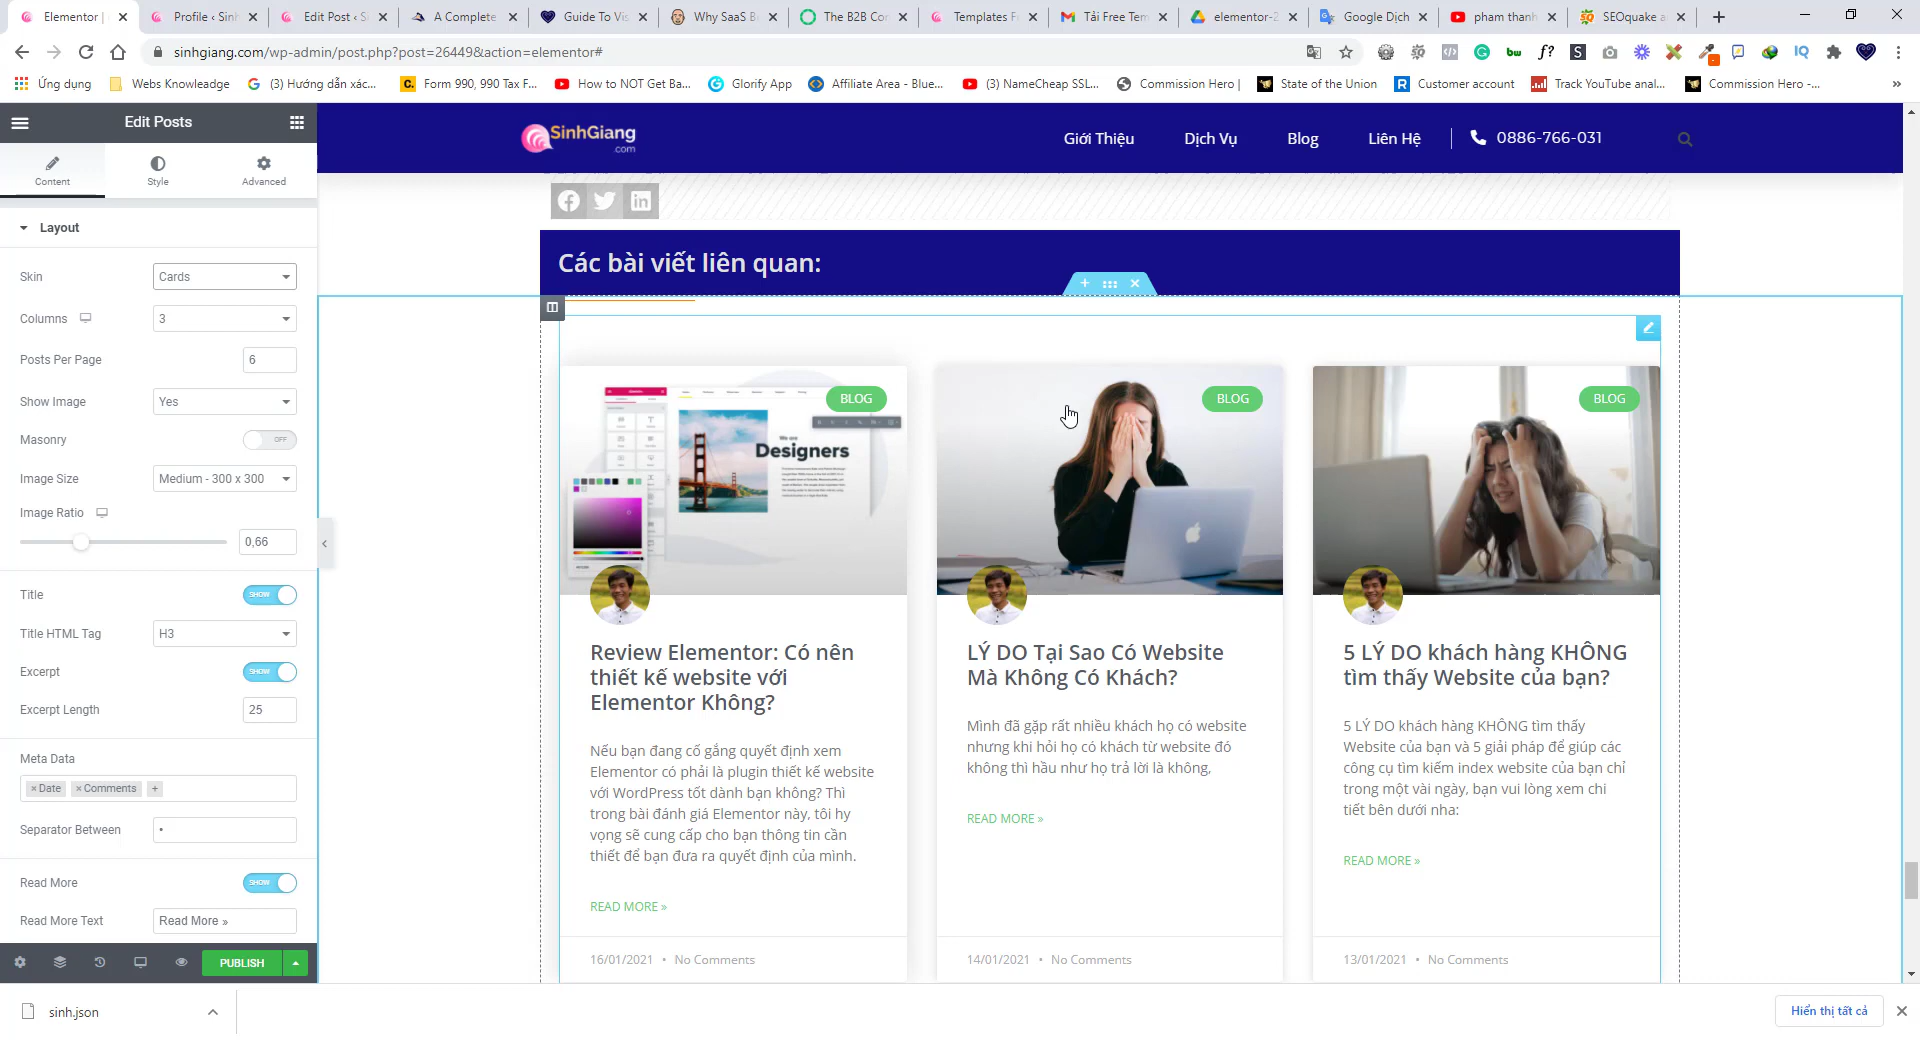 Elementor |
Profile ‹ Sinh
Edit Post ‹ S
A Complete
Guide To Vis
Why SaaS B
The B2B Co
Templates F
Tải Free Tem
elementor-2
Google Dịch
pham thanh
SEOquake a
sinhgiang.com/wp-admin/post.php?post=26449&action=elementor#
Ứng dụng
Webs Knowleadge
(3) Hướng dẫn xác...
Form 990, 990 Tax F...
How to NOT Get Ba...
Glorify App
Affiliate Area - Blue...
(3) NameCheap SSL...
Commission Hero |
State of the Union
Customer account
Track YouTube anal...
Commission Hero -...
»
Edit Posts
Content
Style
Advanced
Layout
Skin
Cards
Columns
3
Posts Per Page
6
Show Image
Yes
Masonry
OFF
Image Size
Medium - 300 x 300
Image Ratio
0,66
Title
SHOW
Title HTML Tag
H3
Excerpt
SHOW
Excerpt Length
25
Meta Data
× Date × Comments +
Separator Between
•
Read More
SHOW
Read More Text
Read More »
PUBLISH
SinhGiang
.com
Giới Thiệu
Dịch Vụ
Blog
Liên Hệ
0886-766-031
Các bài viết liên quan:
BLOG
We are
Designers
Review Elementor: Có nên
thiết kế website với
Elementor Không?
Nếu bạn đang cố gắng quyết định xem
Elementor có phải là plugin thiết kế website
với WordPress tốt dành bạn không? Thì
trong bài đánh giá Elementor này, tôi hy
vọng sẽ cung cấp cho bạn thông tin cần
thiết để bạn đưa ra quyết định của mình.
READ MORE »
16/01/2021 • No Comments
BLOG
LÝ DO Tại Sao Có Website
Mà Không Có Khách?
Mình đã gặp rất nhiều khách họ có website
nhưng khi hỏi họ có khách từ website đó
không thì hầu như họ trả lời là không,
READ MORE »
14/01/2021 • No Comments
BLOG
5 LÝ DO khách hàng KHÔNG
tìm thấy Website của bạn?
5 LÝ DO khách hàng KHÔNG tìm thấy
Website của bạn và 5 giải pháp để giúp các
công cụ tìm kiếm index website của bạn chỉ
trong một vài ngày, bạn vui lòng xem chi
tiết bên dưới nha:
READ MORE »
13/01/2021 • No Comments
sinh.json
Hiển thị tất cả